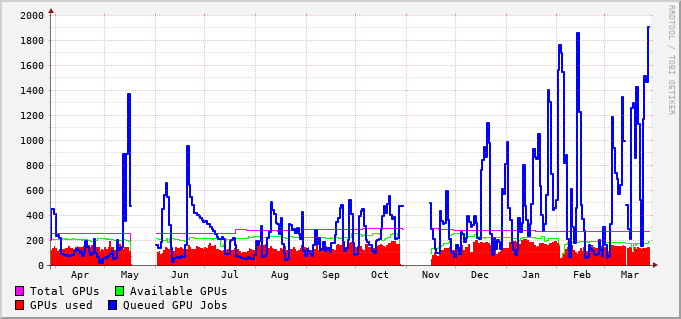 2000
1800
1600
1400
1200
1000
800
600
400
200
0
Apr May Jun Jul Aug Sep Oct Nov Dec Jan Feb Mar
Total GPUs Available GPUs
GPUs used Queued GPU Jobs
RRDTOOL / TOBI OETIKER